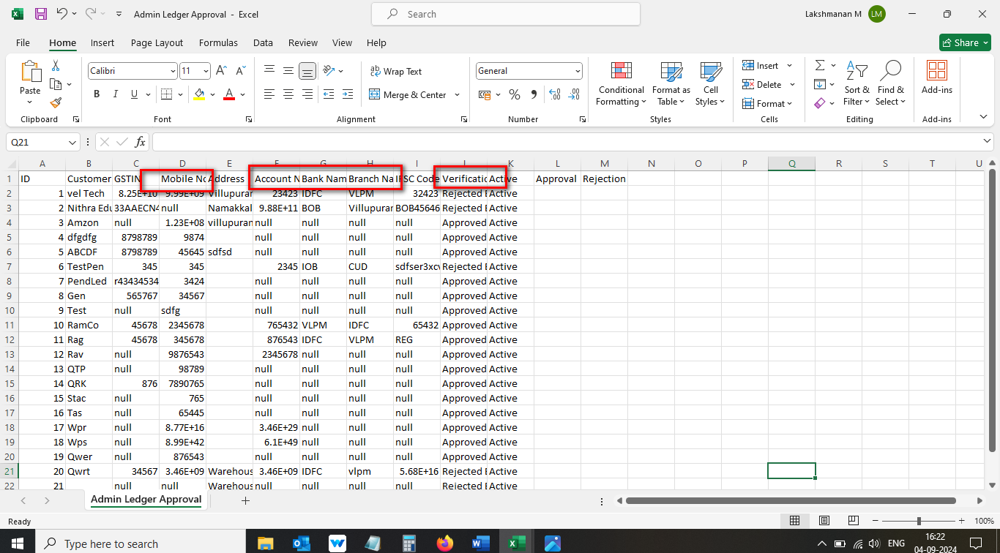 Admin Ledger Approval - Excel
Search
Lakshmanan M LM
File Home Insert Page Layout Formulas Data Review View Help
Share
Calibri 11
Wrap Text
General
Insert
Paste
Conditional Formatting
Format as Table
Cell Styles
Delete
Sort & Filter
Find & Select
Add-ins
B I U
Merge & Center
Format
Clipboard Font Alignment Number Styles Cells Editing Add-ins
Q21 fx
A B C D E F G H I J K L M N O P Q R S T U
1 ID Customer GSTIN Mobile No Address Account N Bank Nam Branch Na IFSC Code Verificatic Active Approval Rejection
2 1 vel Tech 8.25E+10 9.99E+09 Villupuran 23423 IDFC VLPM 32423 Rejected Active
3 2 Nithra Edu 33AAECN4 null Namakkal 9.88E+11 BOB Villupuran BOB45646 Rejected Active
4 3 Amzon null 1.23E+08 villupuran null null null null Approved Active
5 4 dfgdfg 8798789 9874 null null null null Approved Active
6 5 ABCDF 8798789 45645 sdfsd null null null null Approved Active
7 6 TestPen 345 345 2345 IOB CUD sdfser3xcv Rejected Active
8 7 PendLed r43434534 3424 null null null null Approved Active
9 8 Gen 565767 34567 null null null null Approved Active
10 9 Test null sdfg null null null null Approved Active
11 10 RamCo 45678 2345678 765432 VLPM IDFC 65432 Approved Active
12 11 Rag 45678 345678 876543 IDFC VLPM REG Approved Active
13 12 Rav null 9876543 2345678 null null null Approved Active
14 13 QTP null 98789 null null null null Approved Active
15 14 QRK 876 7890765 null null null null Approved Active
16 15 Stac null 765 null null null null Approved Active
17 16 Tas null 65445 null null null null Approved Active
18 17 Wpr null 8.77E+16 3.46E+29 null null null Approved Active
19 18 Wps null 8.99E+42 6.1E+49 null null null Approved Active
20 19 Qwer null 876543 null null null null Approved Active
21 20 Qwrt 34567 3.46E+09 Warehous 3.46E+09 IDFC vlpm 5.68E+16 Rejected Active
22 21 null null Warehous null null null null Rejected Active
Admin Ledger Approval
Ready 100%
Type here to search
ENG 16:22
04-09-2024